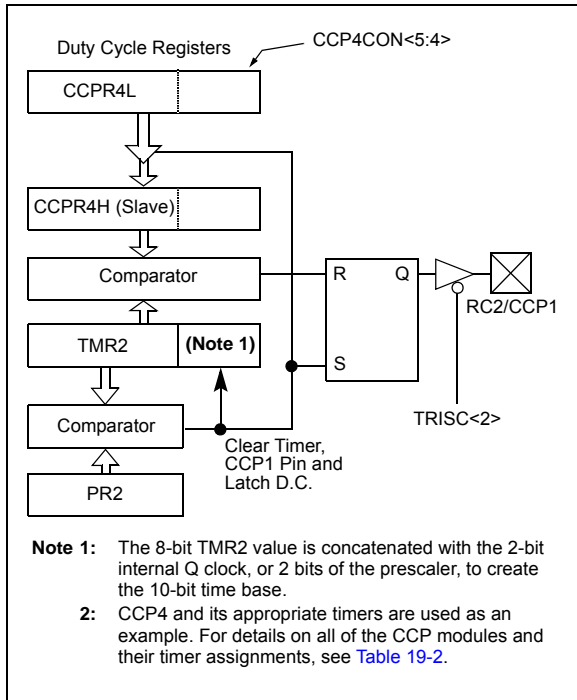 Duty Cycle Registers
CCP4CON<5:4>
CCPR4L
CCPR4H (Slave)
Comparator
R
Q
RC2/CCP1
TMR2
(Note 1)
S
TRISC<2>
Comparator
Clear Timer,
CCP1 Pin and
Latch D.C.
PR2
Note 1: The 8-bit TMR2 value is concatenated with the 2-bit
internal Q clock, or 2 bits of the prescaler, to create
the 10-bit time base.
2: CCP4 and its appropriate timers are used as an
example. For details on all of the CCP modules and
their timer assignments, see Table 19-2.